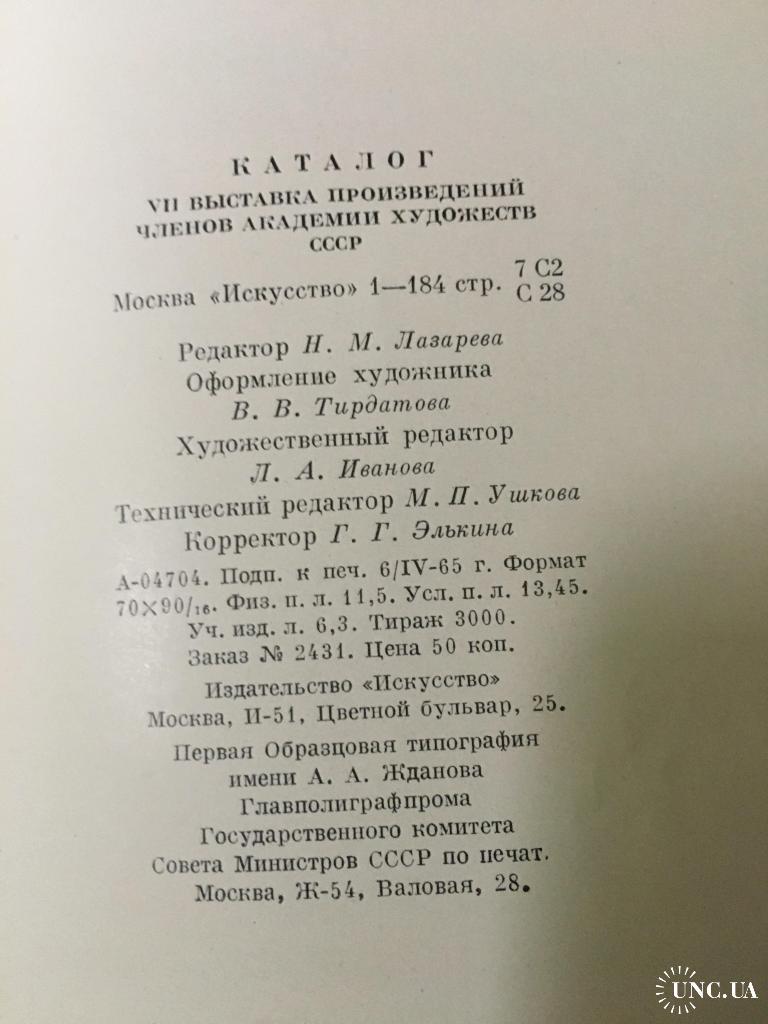 КАТАЛОГ
VII ВЫСТАВКА ПРОИЗВЕДЕНИЙ
ЧЛЕНОВ АКАДЕМИИ ХУДОЖЕСТВ
СССР
Москва «Искусство» 1—184 стр. 7 С2
С 28
Редактор Н. М. Лазарева
Оформление художника
В. В. Тирдатова
Художественный редактор
Л. А. Иванова
Технический редактор М. П. Ушкова
Корректор Г. Г. Элькина
А-04704. Подп. к печ. 6/IV-65 г. Формат
70×90/16. Физ. п. л. 11,5. Усл. п. л. 13,45.
Уч. изд. л. 6,3. Тираж 3000.
Заказ № 2431. Цена 50 коп.
Издательство «Искусство»
Москва, И-51, Цветной бульвар, 25.
Первая Образцовая типография
имени А. А. Жданова
Главполиграфпрома
Государственного комитета
Совета Министров СССР по печат.
Москва, Ж-54, Валовая, 28.
UNC.UA